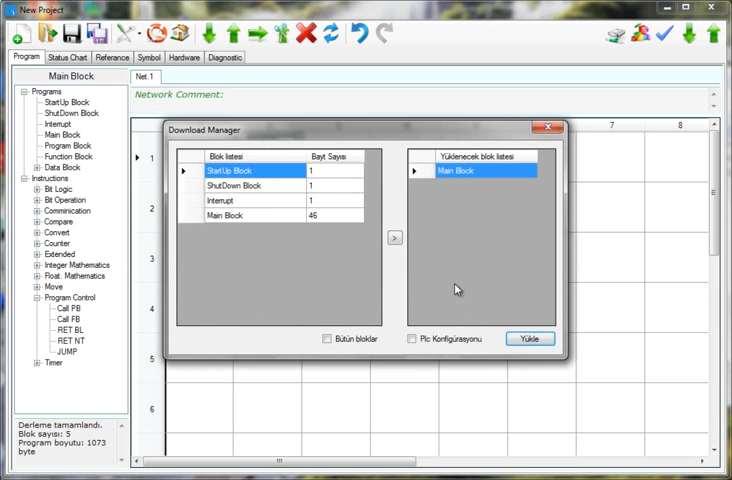 New Project
Program Status Chart Reference Symbol Hardware Diagnostic
Main Block
Net.1
Network Comment:
Programs
StartUp Block
ShutDown Block
Interrupt
Main Block
Program Block
Function Block
Data Block
Instructions
Bit Logic
Bit Operation
Comminication
Compare
Convert
Counter
Extended
Integer Mathematics
Float. Mathematics
Move
Program Control
Call PB
Call FB
RET BL
RET NT
JUMP
Timer
Derleme tamamlandı.
Blok sayısı: 5
Program boyutu: 1073
byte
7 8
1
2
3
4
5
6
Download Manager
Blok listesi Bayt Sayısı
StartUp Block 1
ShutDown Block 1
Interrupt 1
Main Block 46
>
Yüklenecek blok listesi
Main Block
Bütün bloklar
Plc Konfigürasyonu
Yükle